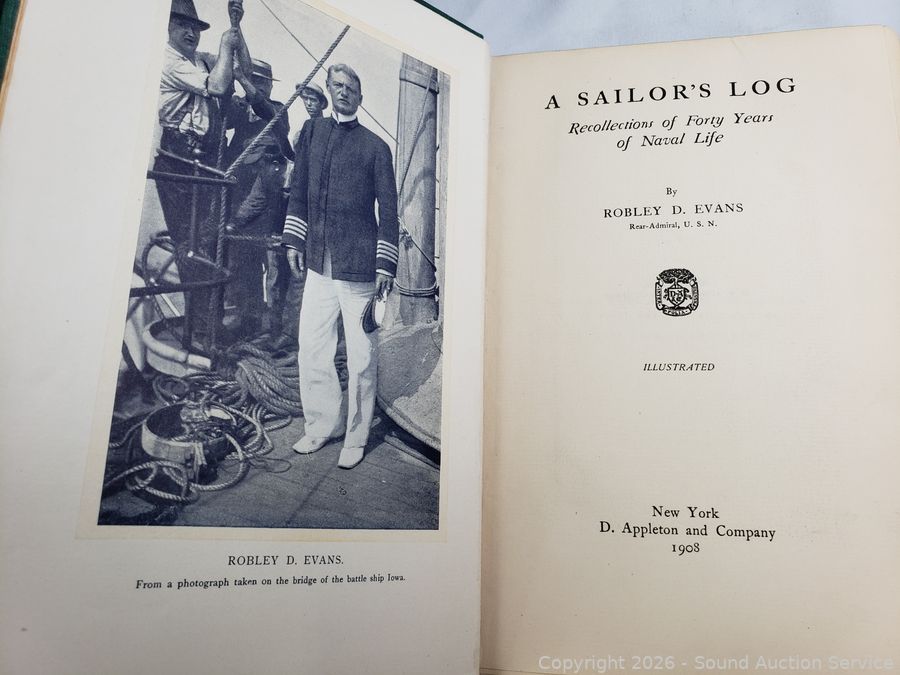 ROBLEY D. EVANS.
From a photograph taken on the bridge of the battle ship Iowa.
A SAILOR'S LOG
Recollections of Forty Years
of Naval Life
By
ROBLEY D. EVANS
Rear-Admiral, U. S. N.
ILLUSTRATED
New York
D. Appleton and Company
1908
Copyright 2026 - Sound Auction Service